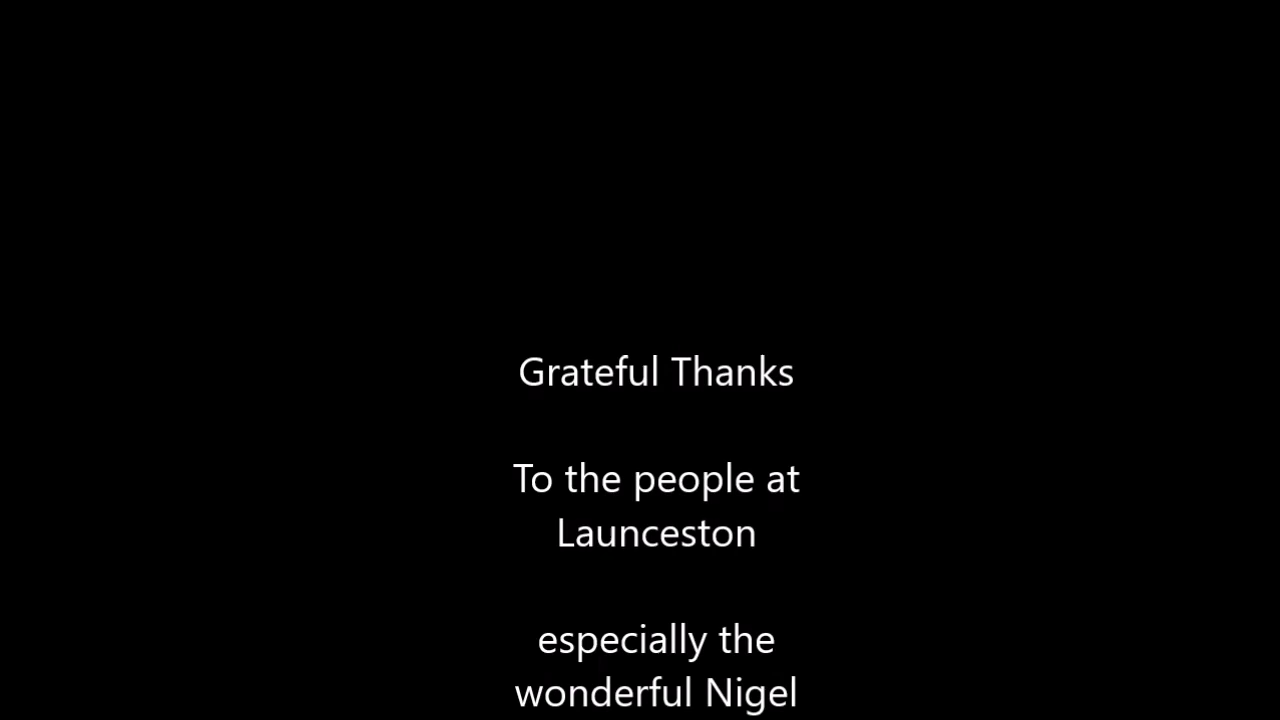 Grateful Thanks
To the people at
Launceston
especially the
wonderful Nigel